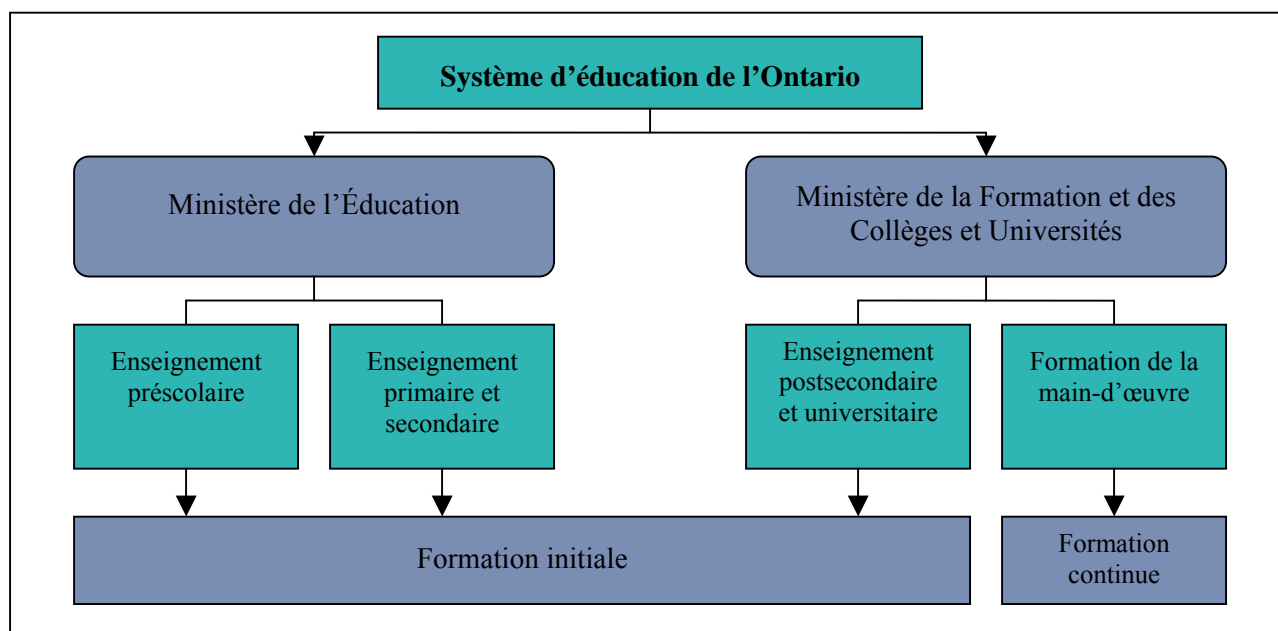 Système d'éducation de l'Ontario
Ministère de l'Éducation
Ministère de la Formation et des
Collèges et Universités
Enseignement
préscolaire
Enseignement
primaire et
secondaire
Enseignement
postsecondaire
et universitaire
Formation de la
main-d'œuvre
Formation initiale
Formation
continue